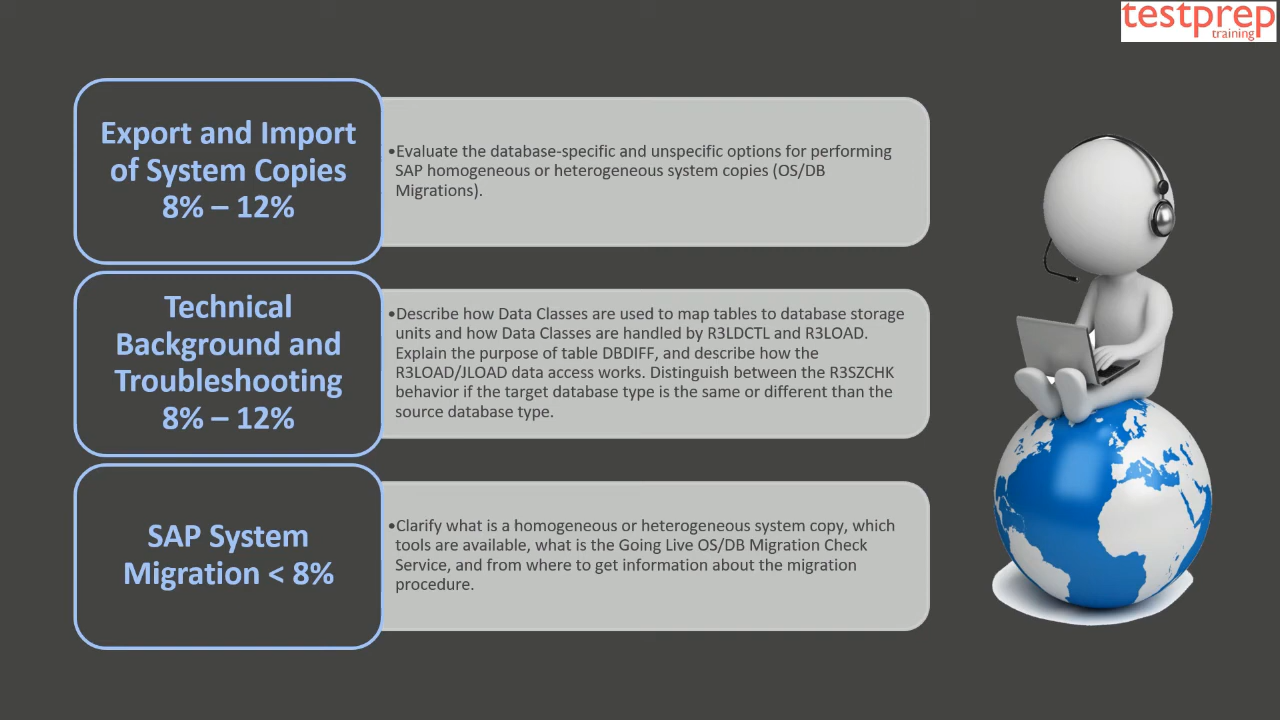 testprep
training
Export and Import
of System Copies
8% – 12%
•Evaluate the database-specific and unspecific options for performing
SAP homogeneous or heterogeneous system copies (OS/DB
Migrations).
Technical
Background and
Troubleshooting
8% – 12%
•Describe how Data Classes are used to map tables to database storage
units and how Data Classes are handled by R3LDCTL and R3LOAD.
Explain the purpose of table DBDIFF, and describe how the
R3LOAD/JLOAD data access works. Distinguish between the R3SZCHK
behavior if the target database type is the same or different than the
source database type.
SAP System
Migration < 8%
•Clarify what is a homogeneous or heterogeneous system copy, which
tools are available, what is the Going Live OS/DB Migration Check
Service, and from where to get information about the migration
procedure.